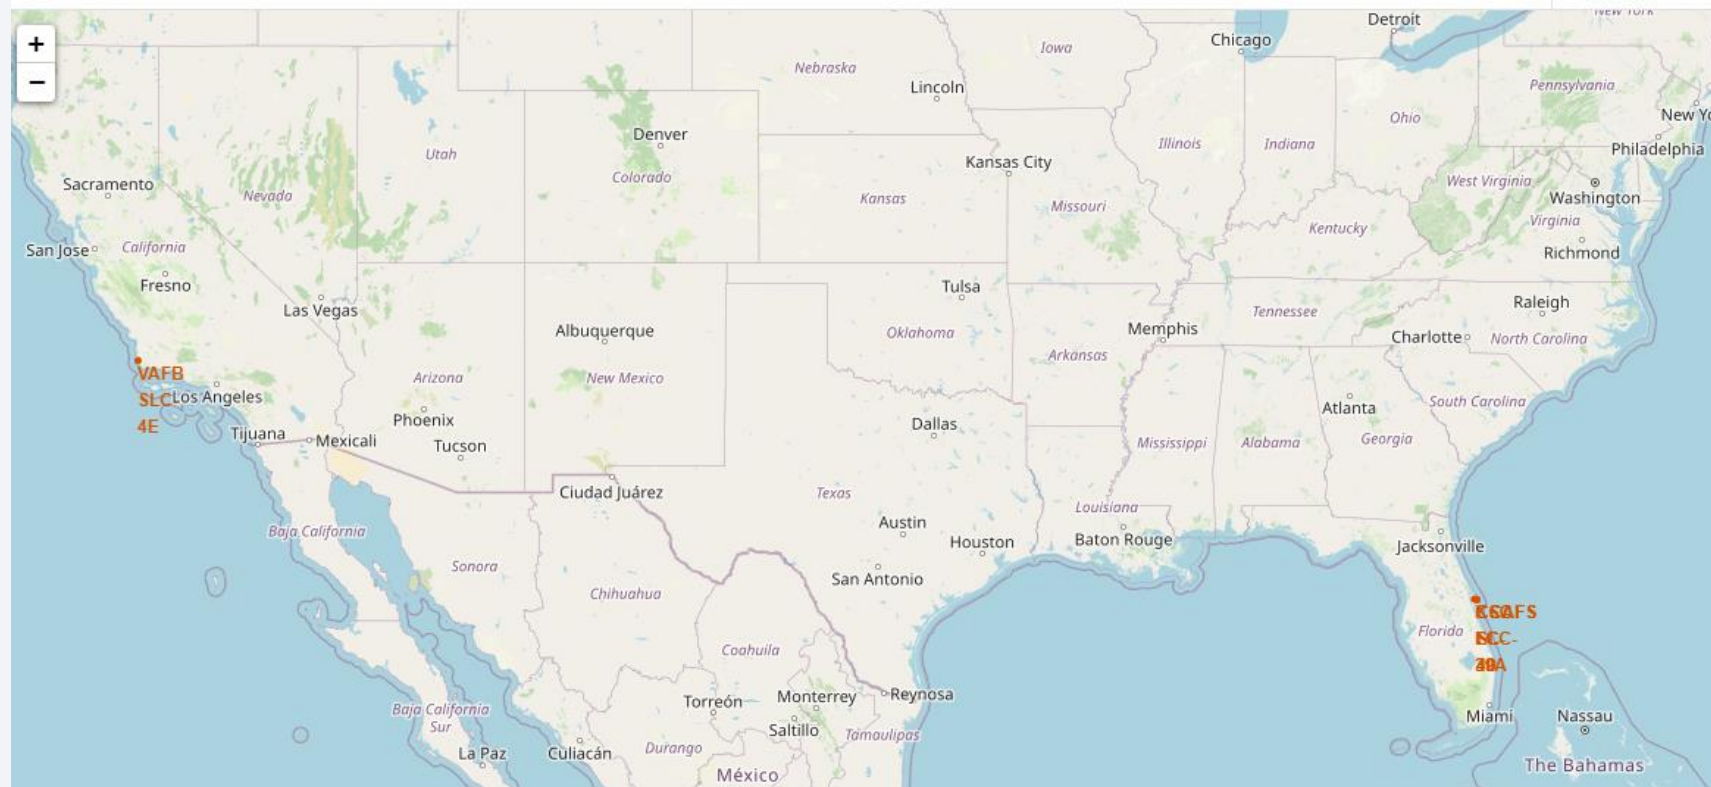 New York
Detroit
Chicago
Iowa
Nebraska
Lincoln
Pennsylvania
Ohio
New Yo
Denver
Utah
Illinois
Indiana
Philadelphia
Kansas City
Colorado
Sacramento
Nevada
Kansas
Missouri
West Virginia
Washington
Kentucky
Virginia
San Jose
California
Richmond
Fresno
Tulsa
Las Vegas
Raleigh
Tennessee
Albuquerque
Oklahoma
Memphis
Charlotte
North Carolina
Arkansas
VAFB
SLC-
4E
Los Angeles
Arizona
New Mexico
Phoenix
Dallas
Atlanta
South Carolina
Tijuana
Mexicali
Tucson
Mississippi
Alabama
Georgia
Ciudad Juárez
Texas
Louisiana
Baja California
Austin
Houston
Baton Rouge
Jacksonville
Sonora
San Antonio
Chihuahua
Florida
Coahuila
Baja California
Sur
Torreón
Monterrey
Reynosa
Saltillo
Tamaulipas
Miami
Nassau
La Paz
Culiacán
Durango
México
The Bahamas